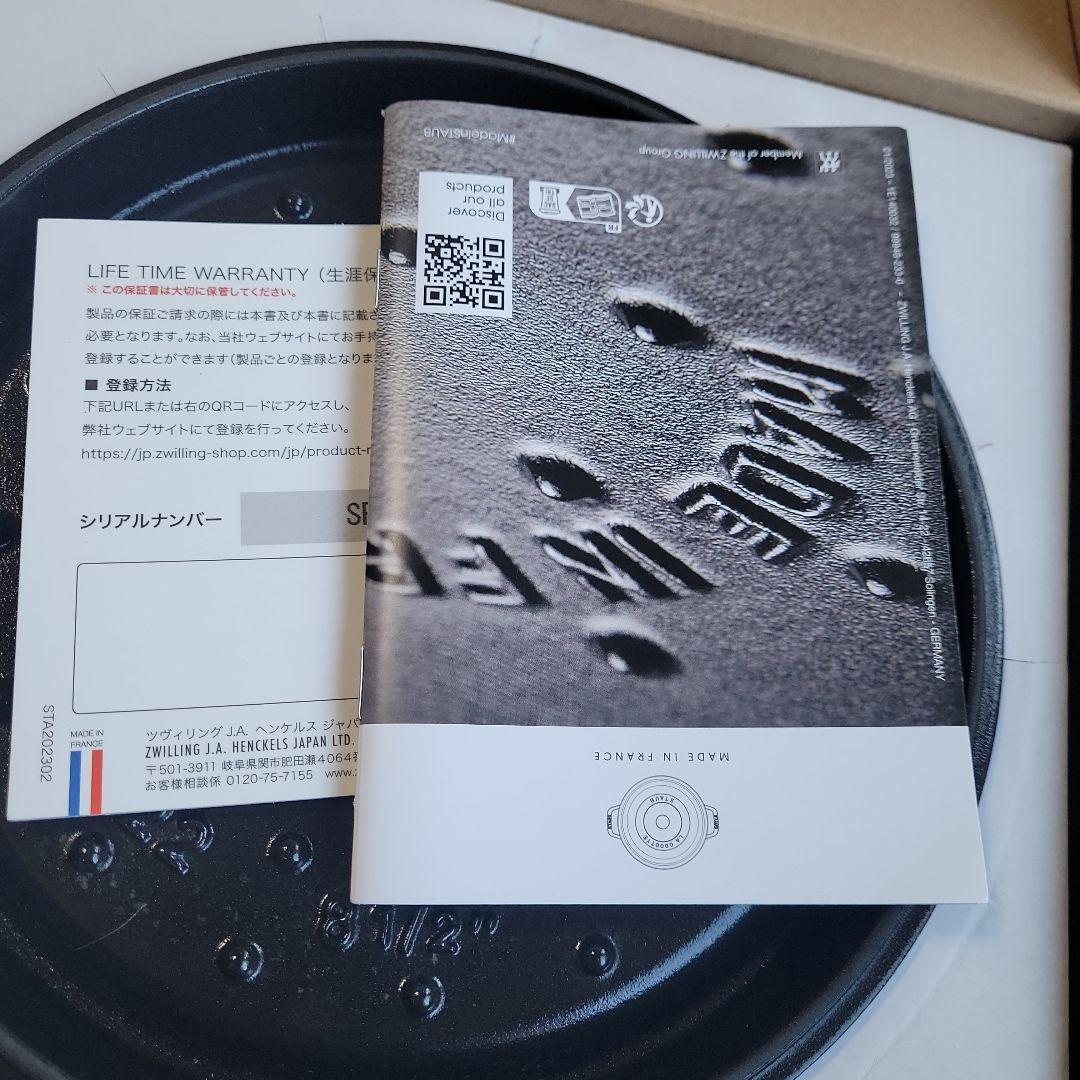 LIFE TIME WARRANTY（生涯保
※ この保証書は大切に保管してください。
製品の保証ご請求の際には本書及び本書に記載さ
必要となります。なお、当社ウェブサイトにてお手持
登録することができます（製品ごとの登録となりま
■ 登録方法
下記URLまたは右のQRコードにアクセスし、
弊社ウェブサイトにて登録を行ってください。
https://jp.zwilling-shop.com/jp/product-r
シリアルナンバー
STA202302
MADE IN
FRANCE
ツヴィリング J.A. ヘンケルス ジャパ
ZWILLING J.A. HENCKELS JAPAN LTD.
〒501-3911 岐阜県関市肥田瀬4064番
お客様相談係 0120-75-7155 www.z
#MadeinSTAUB
Member of the ZWILLING Group
Discover
all our
products
FR
MADE
IN
MADE IN FRANCE
STAUB
LA COCOTTE
Solingen · GERMANY
8 1/2"